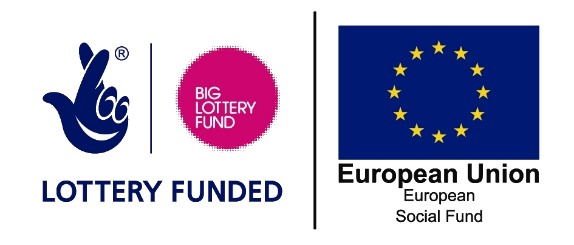 ®
BIG
LOTTERY
FUND
LOTTERY FUNDED
European Union
European
Social Fund